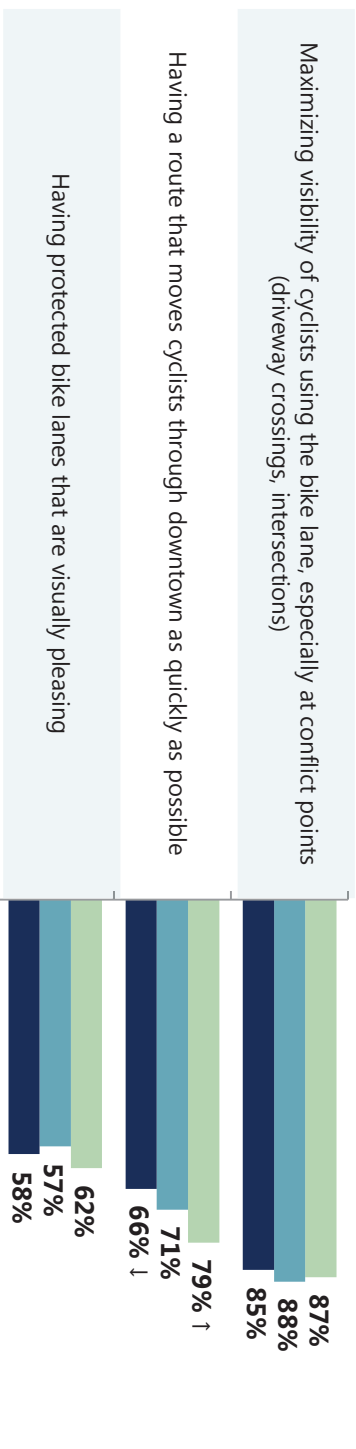 Maximizing visibility of cyclists using the bike lane, especially at conflict points
(driveway crossings, intersections)
87%
88%
85%
Having a route that moves cyclists through downtown as quickly as possible
79% ↑
71%
66% ↓
Having protected bike lanes that are visually pleasing
62%
57%
58%